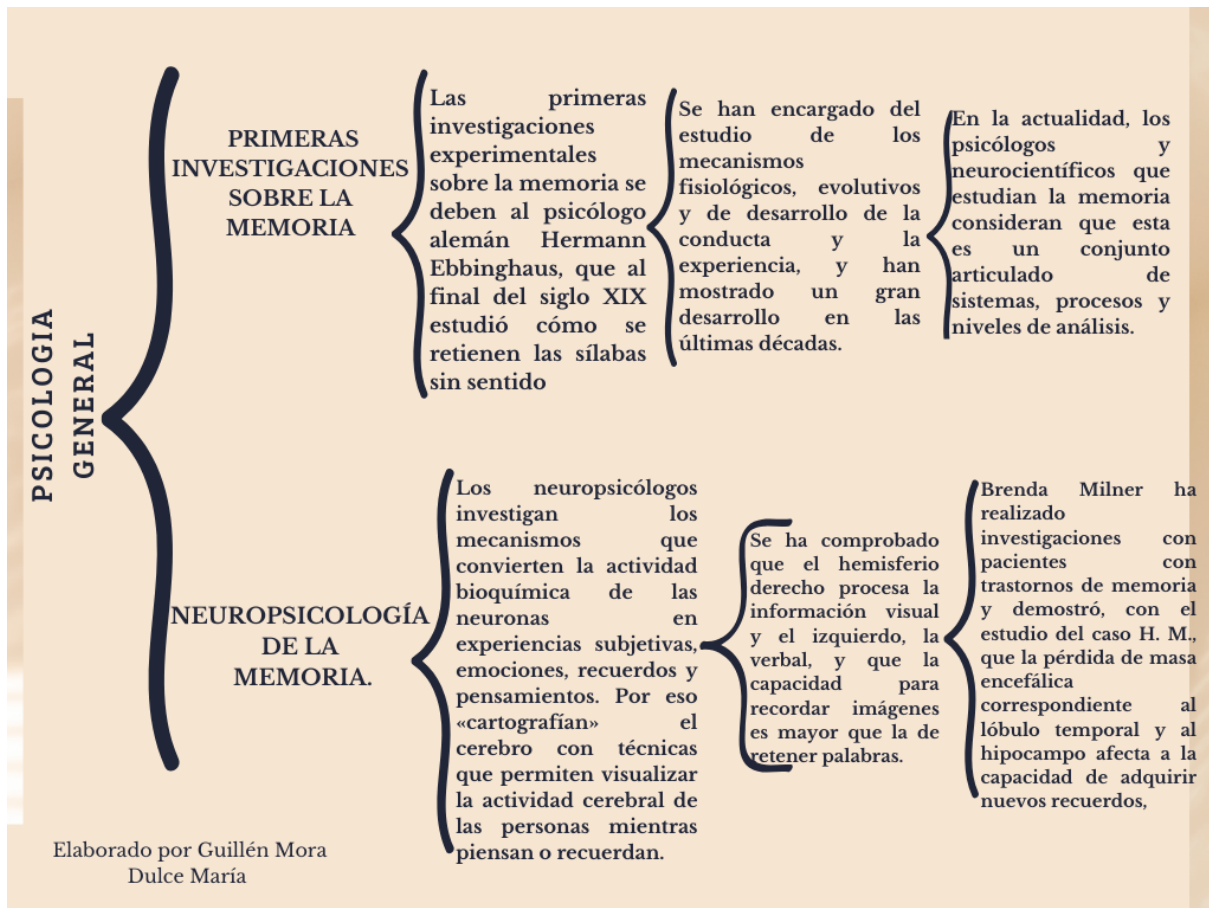 PSICOLOGIA
GENERAL
PRIMERAS
INVESTIGACIONES
SOBRE LA
MEMORIA
Las primeras
investigaciones
experimentales
sobre la memoria se
deben al psicólogo
alemán Hermann
Ebbinghaus, que al
final del siglo XIX
estudió cómo se
retienen las sílabas
sin sentido
Se han encargado del
estudio de los
mecanismos
fisiológicos, evolutivos
y de desarrollo de la
conducta y la
experiencia, y han
mostrado un gran
desarrollo en las
últimas décadas.
En la actualidad, los
psicólogos y
neurocientíficos que
estudian la memoria
consideran que esta
es un conjunto
articulado de
sistemas, procesos y
niveles de análisis.
NEUROPSICOLOGÍA
DE LA
MEMORIA.
Los neuropsicólogos
investigan los
mecanismos que
convierten la actividad
bioquímica de las
neuronas en
experiencias subjetivas,
emociones, recuerdos y
pensamientos. Por eso
«cartografían» el
cerebro con técnicas
que permiten visualizar
la actividad cerebral de
las personas mientras
piensan o recuerdan.
Se ha comprobado
que el hemisferio
derecho procesa la
información visual
y el izquierdo, la
verbal, y que la
capacidad para
recordar imágenes
es mayor que la de
retener palabras.
Brenda Milner ha
realizado
investigaciones con
pacientes con
trastornos de memoria
y demostró, con el
estudio del caso H. M.,
que la pérdida de masa
encefálica
correspondiente al
lóbulo temporal y al
hipocampo afecta a la
capacidad de adquirir
nuevos recuerdos,
Elaborado por Guillén Mora
Dulce María